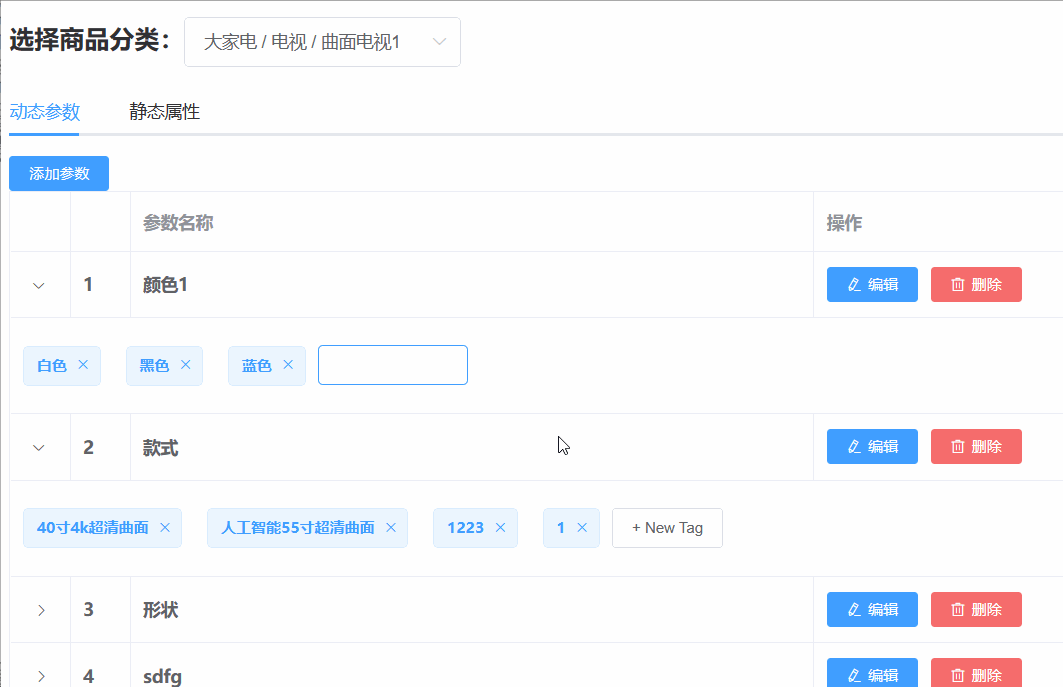 选择商品分类： 大家电 / 电视 / 曲面电视1
动态参数 静态属性
添加参数
参数名称 操作
1 颜色1 编辑 删除
白色 黑色 蓝色
2 款式 编辑 删除
40寸4k超清曲面 人工智能55寸超清曲面 1223 1 + New Tag
3 形状 编辑 删除
4 sdfg 编辑 删除